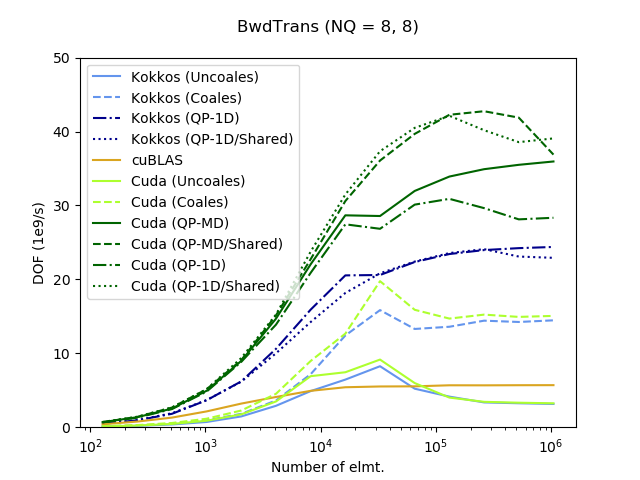 BwdTrans (NQ = 8, 8)
50
40
30
20
10
0
DOF (1e9/s)
Kokkos (Uncoales)
Kokkos (Coales)
Kokkos (QP-1D)
Kokkos (QP-1D/Shared)
cuBLAS
Cuda (Uncoales)
Cuda (Coales)
Cuda (QP-MD)
Cuda (QP-MD/Shared)
Cuda (QP-1D)
Cuda (QP-1D/Shared)
10² 10³ 10⁴ 10⁵ 10⁶
Number of elmt.